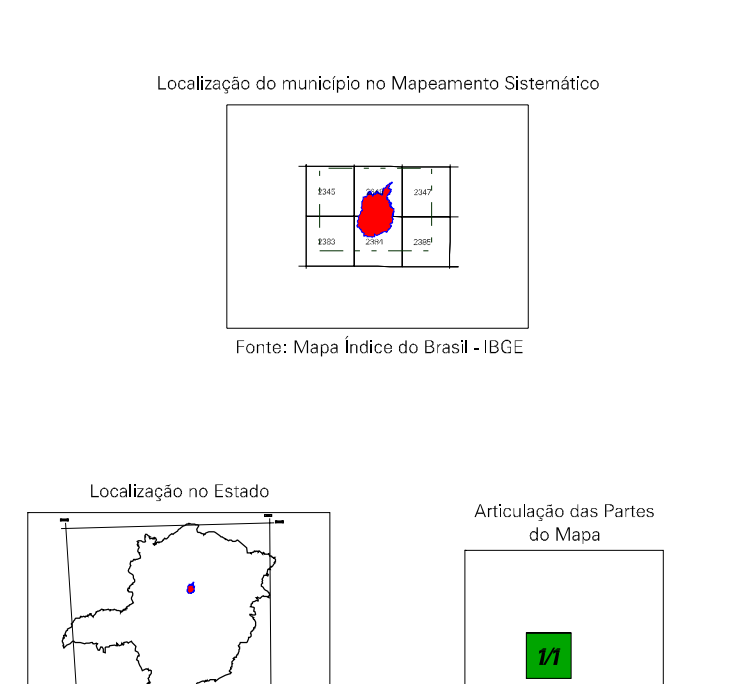 Localização do município no Mapeamento Sistemático
2345 2346 2347
2383 2384 2385
Fonte: Mapa Índice do Brasil - IBGE
Localização no Estado
Articulação das Partes
do Mapa
1/1